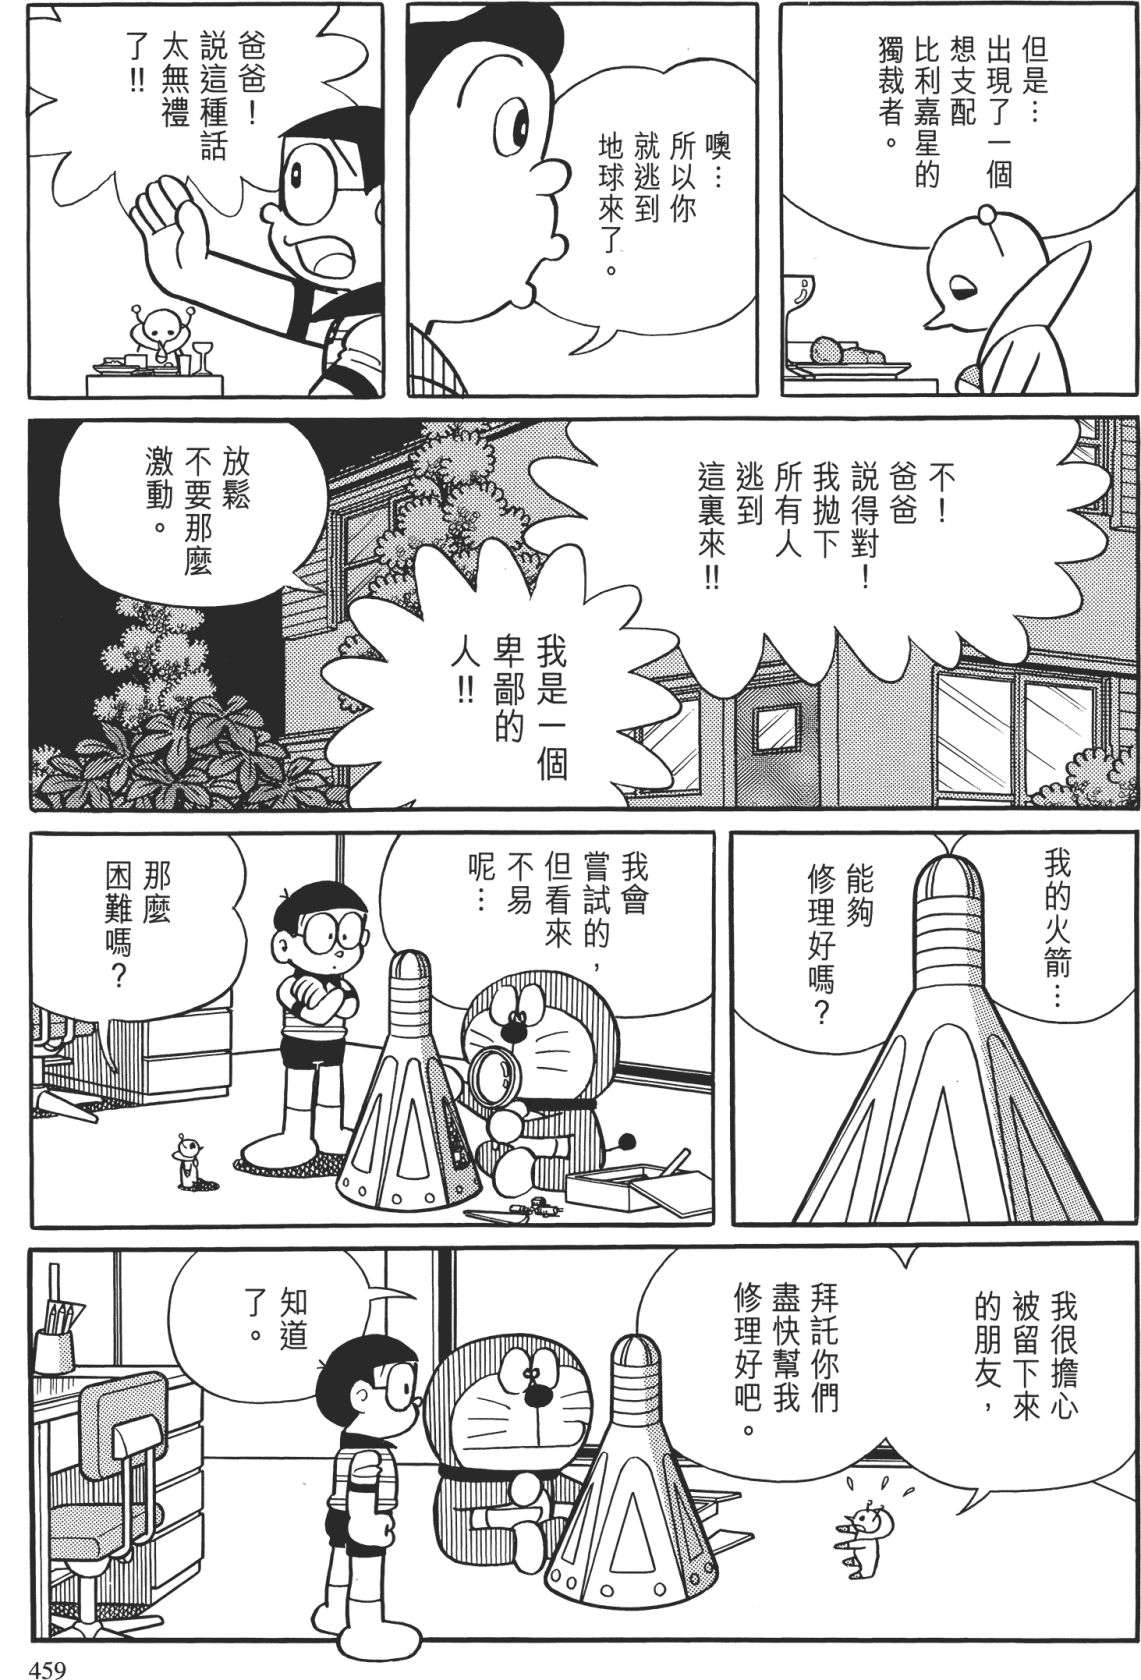 但是…
出現了一個
想支配
比利嘉星的
獨裁者。
噢…
所以你
就逃到
地球來了。
爸爸！
說這種話
太無禮
了!!
不！
爸爸
說得對！
我拋下
所有人
逃到
這裏來!!
我是一個
卑鄙的
人!!
放鬆
不要那麼
激動。
我的火箭…
能夠
修理好嗎？
我會
嘗試的，
但看來
不易
呢…
那麼
困難嗎？
我很擔心
被留下來
的朋友，
拜託你們
盡快幫我
修理好吧。
知道
了。
459